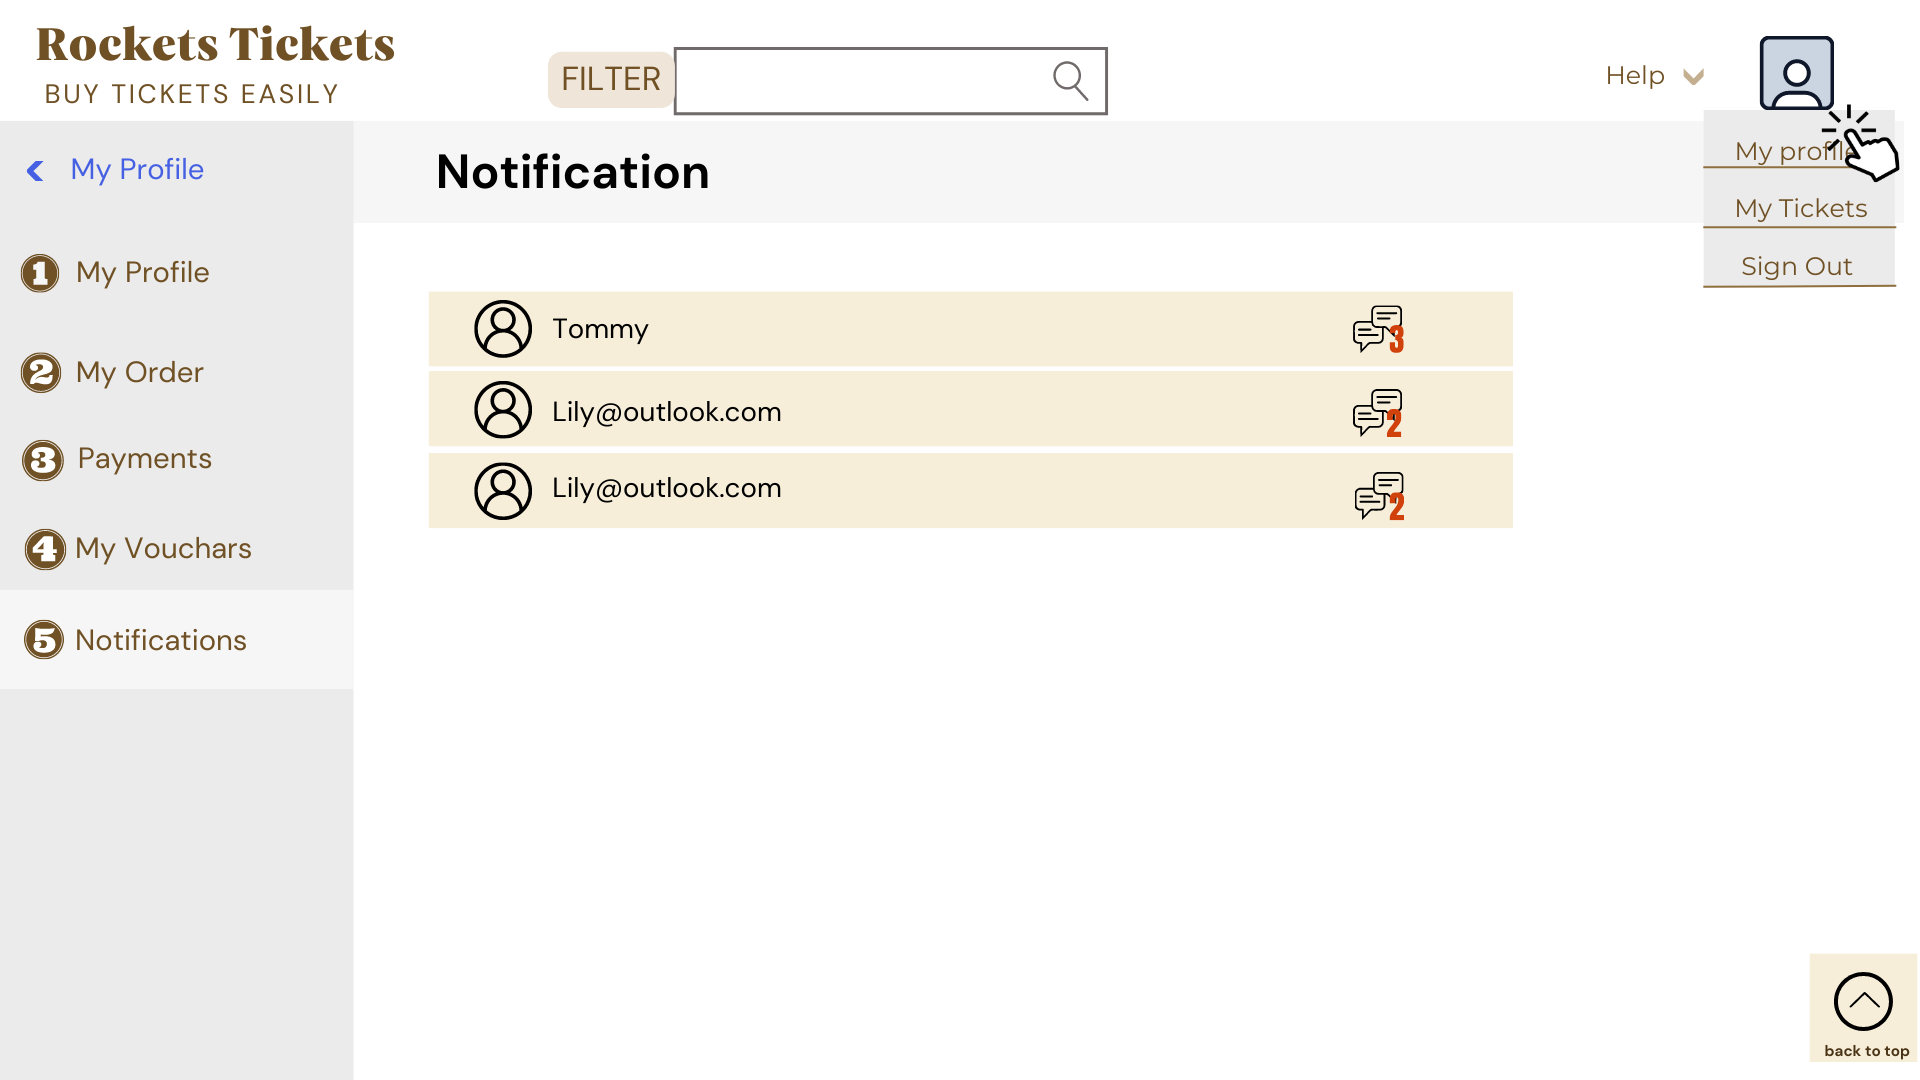 Rockets Tickets
BUY TICKETS EASILY
FILTER
Help
My profile
My Tickets
Sign Out
My Profile
Notification
1 My Profile
2 My Order
3 Payments
4 My Vouchars
5 Notifications
Tommy 3
Lily@outlook.com 2
Lily@outlook.com 2
back to top